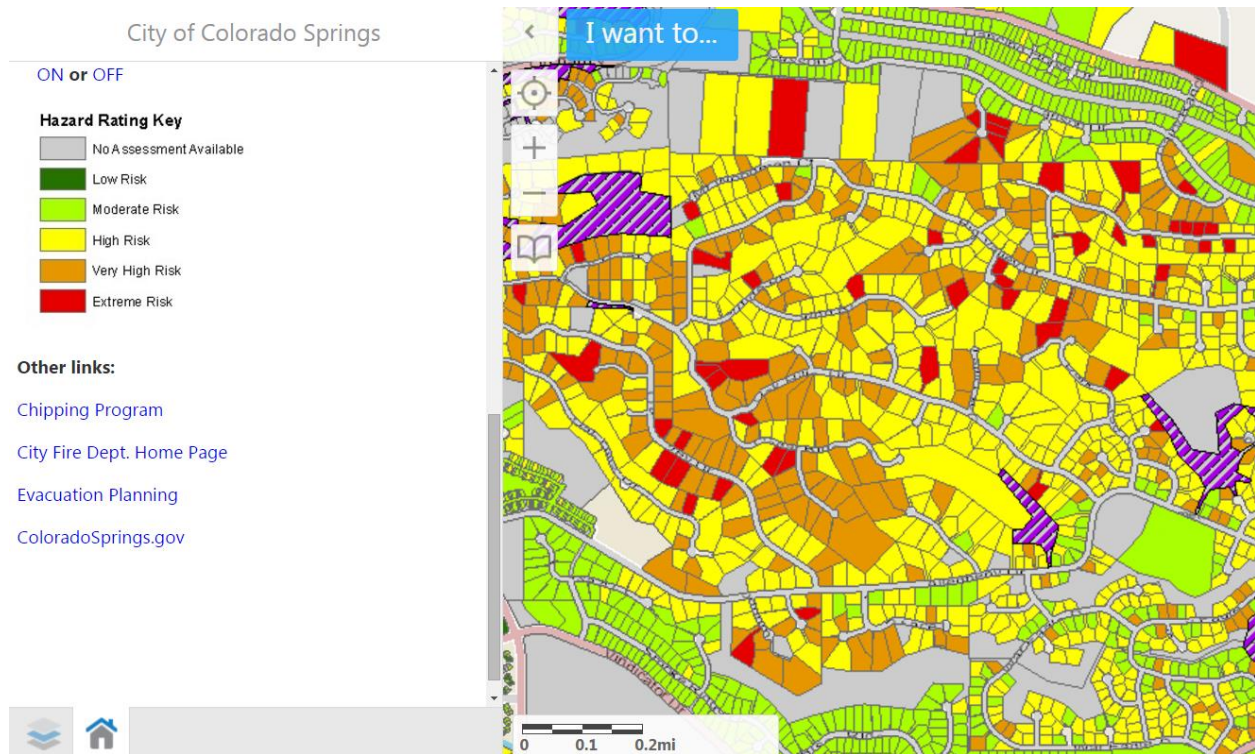 City of Colorado Springs
ON or OFF
Hazard Rating Key
No Assessment Available
Low Risk
Moderate Risk
High Risk
Very High Risk
Extreme Risk
Other links:
Chipping Program
City Fire Dept. Home Page
Evacuation Planning
ColoradoSprings.gov
I want to...
Vindicator Dr
0 0.1 0.2mi